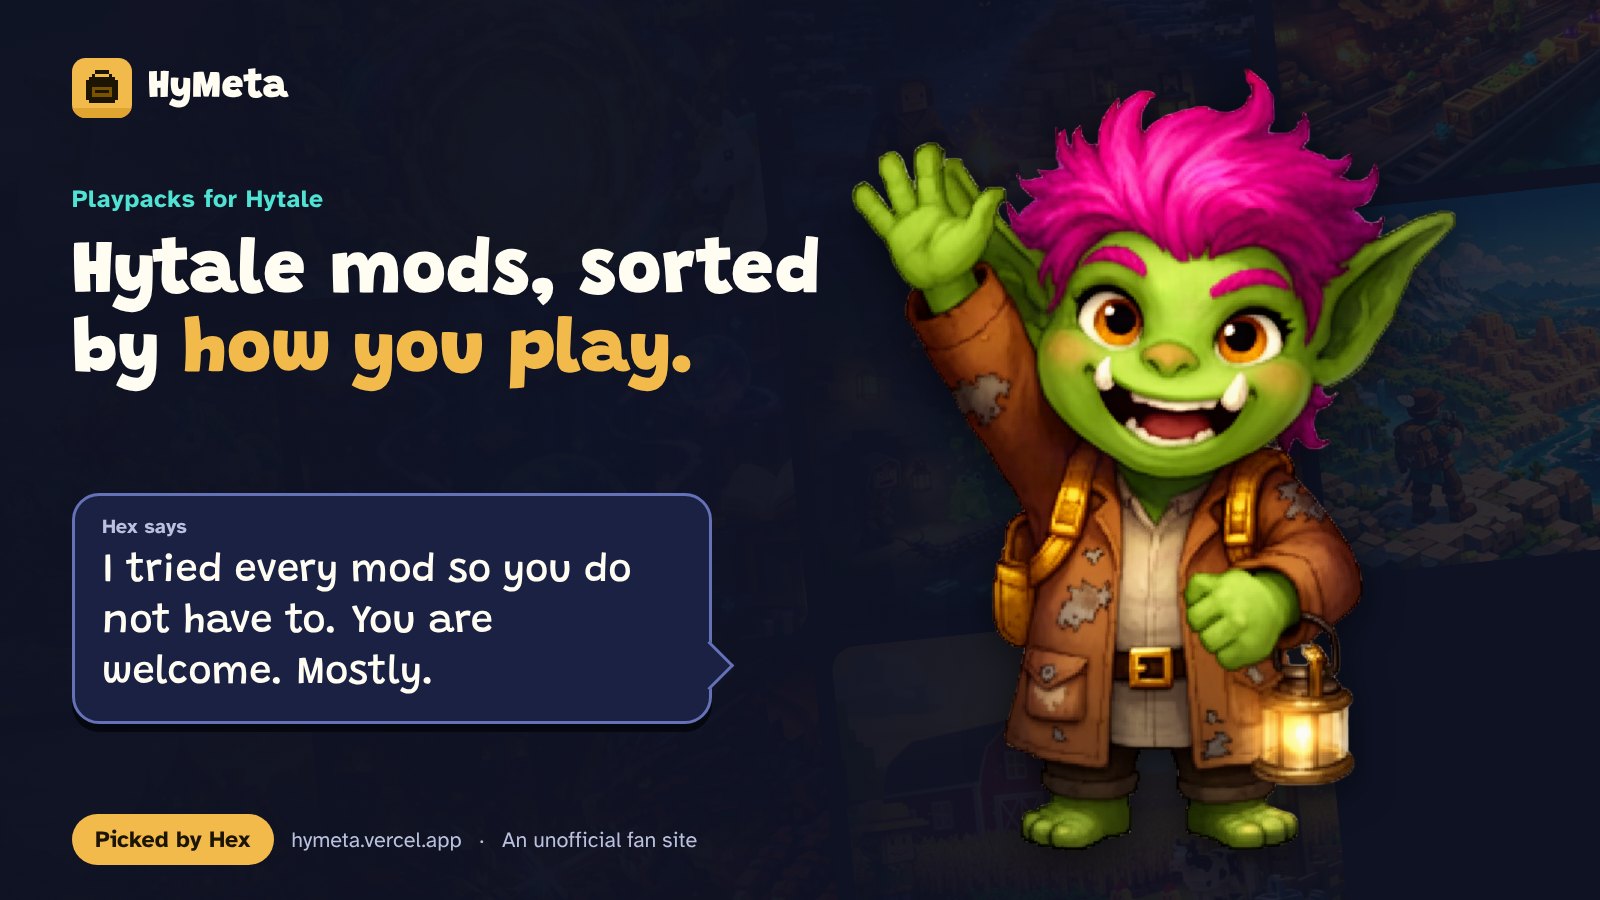 HyMeta
Playpacks for Hytale
Hytale mods, sorted
by how you play.
Hex says
I tried every mod so you do
not have to. You are
welcome. Mostly.
Picked by Hex
hymeta.vercel.app · An unofficial fan site